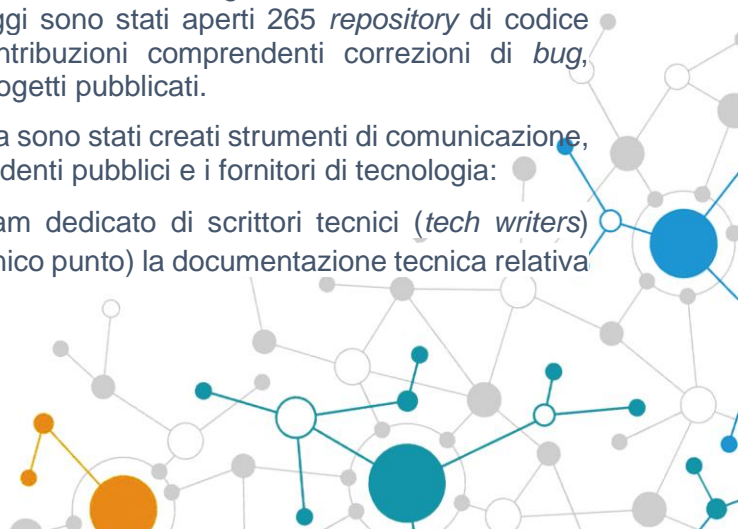 ggi sono stati aperti 265 repository di codice
ntribuzioni comprendenti correzioni di bug,
ogetti pubblicati.
a sono stati creati strumenti di comunicazione,
denti pubblici e i fornitori di tecnologia:
am dedicato di scrittori tecnici (tech writers)
nico punto) la documentazione tecnica relativa